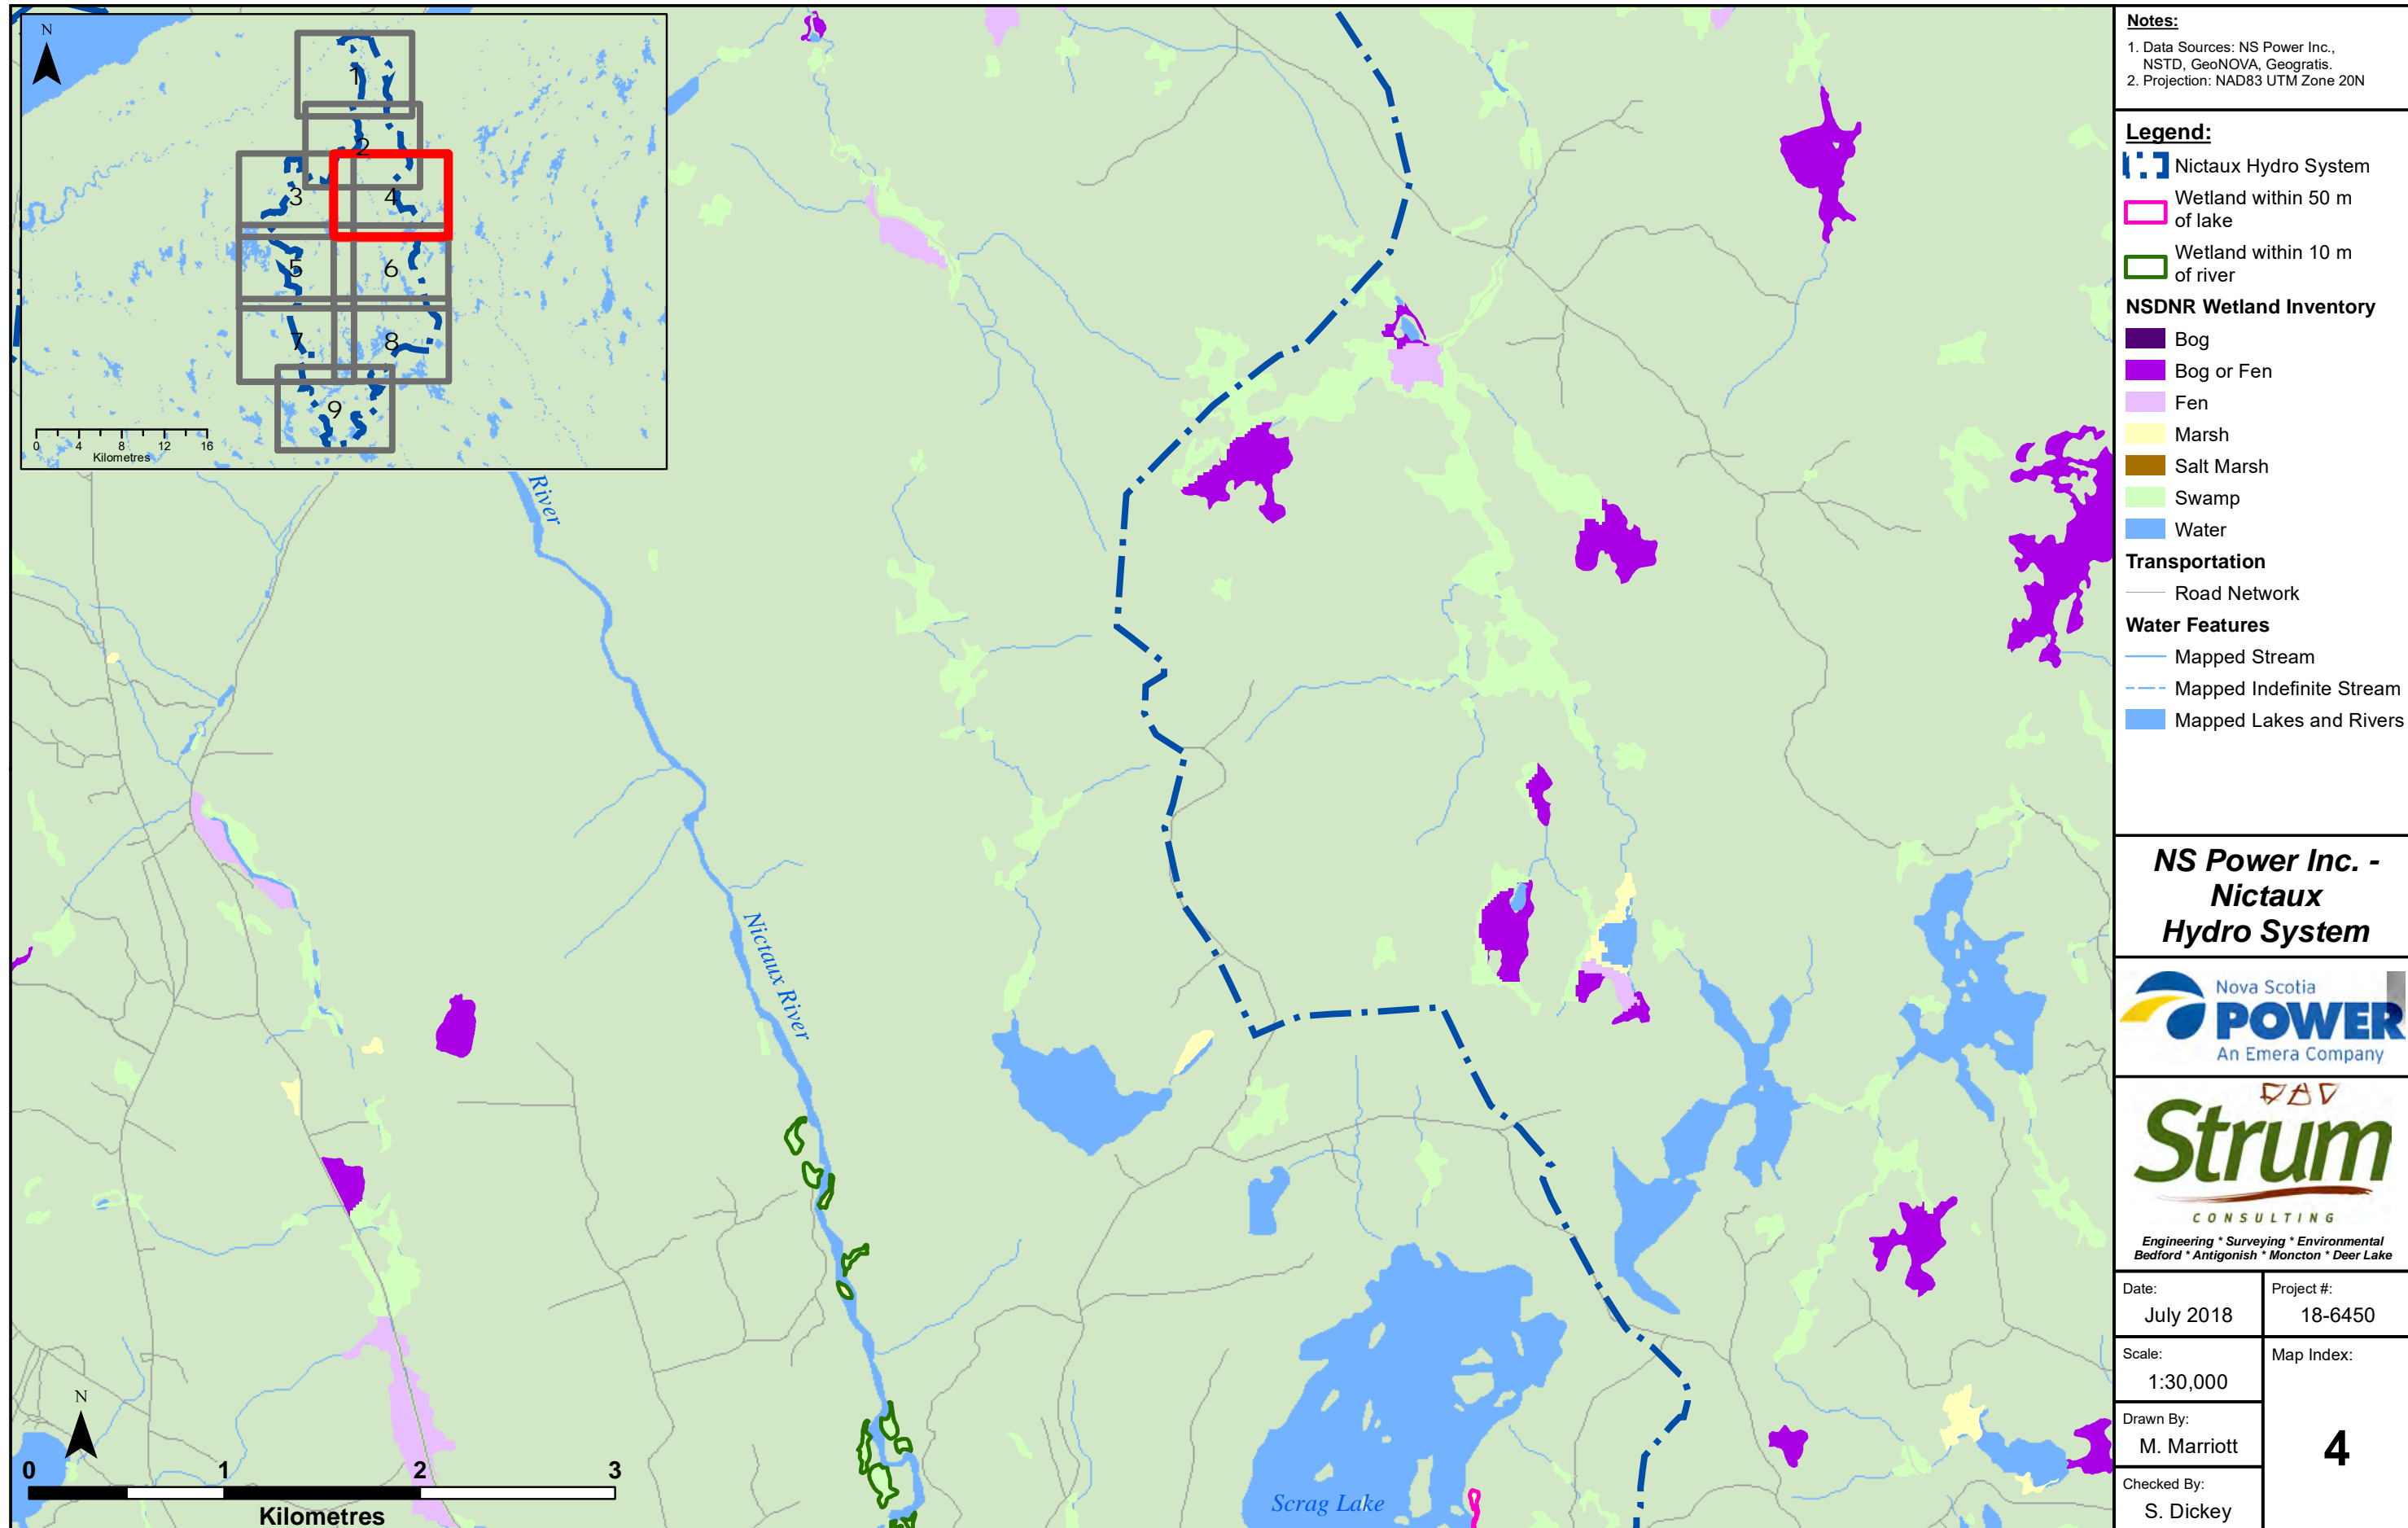 N
1
2
3
4
5
6
7
8
9
0 4 8 12 16
Kilometres
River
Nictaux River
Scrag Lake
N
0 1 2 3
Kilometres
Notes:
1. Data Sources: NS Power Inc.,
NSTD, GeoNOVA, Geogratis.
2. Projection: NAD83 UTM Zone 20N
Legend:
Nictaux Hydro System
Wetland within 50 m
of lake
Wetland within 10 m
of river
NSDNR Wetland Inventory
Bog
Bog or Fen
Fen
Marsh
Salt Marsh
Swamp
Water
Transportation
Road Network
Water Features
Mapped Stream
Mapped Indefinite Stream
Mapped Lakes and Rivers
NS Power Inc. -
Nictaux
Hydro System
Nova Scotia
POWER
An Emera Company
Strum
CONSULTING
Engineering * Surveying * Environmental
Bedford * Antigonish * Moncton * Deer Lake
Date:
July 2018
Project #:
18-6450
Scale:
1:30,000
Map Index:
4
Drawn By:
M. Marriott
Checked By:
S. Dickey